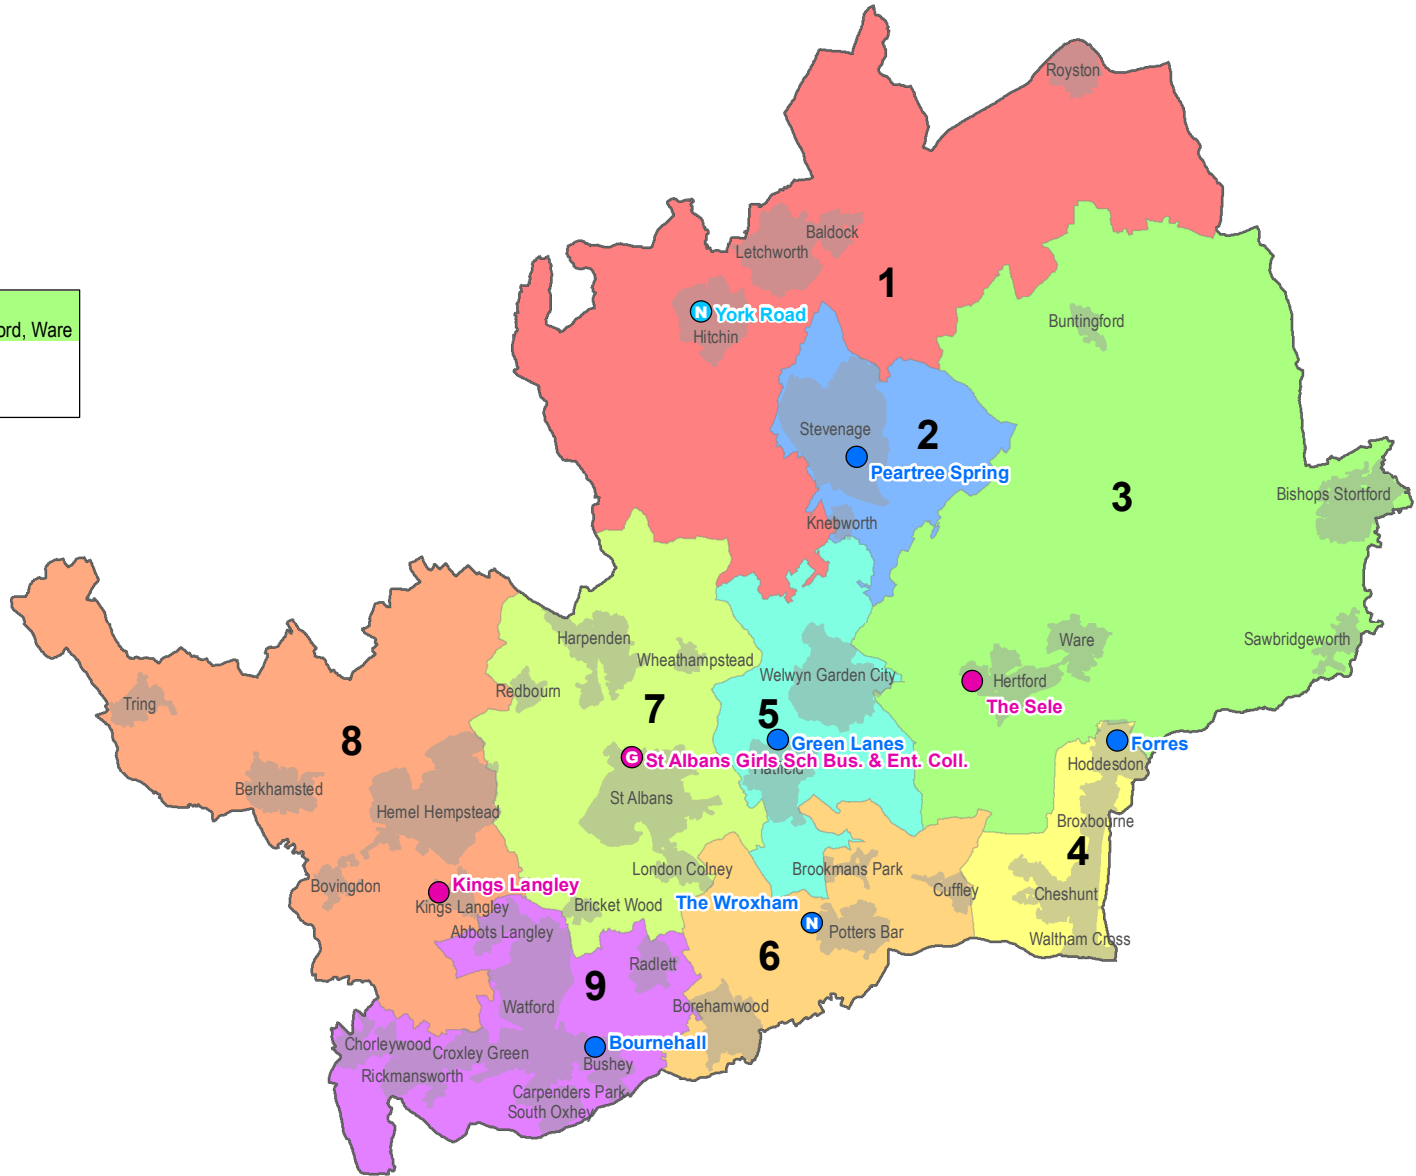 Royston
Baldock
Letchworth
1
N York Road
Hitchin
Buntingford
ord, Ware
Stevenage
2
Peartree Spring
Knebworth
3
Bishops Stortford
Harpenden
Wheathampstead
Ware
Sawbridgeworth
Redbourn
Welwyn Garden City
Hertford
The Sele
Tring
7
5
8
Green Lanes
Forres
G St Albans Girls Sch Bus. & Ent. Coll.
Hatfield
Hoddesdon
Berkhamsted
St Albans
Hemel Hempstead
Broxbourne
4
London Colney
Brookmans Park
Bovingdon
Kings Langley
Cuffley
Cheshunt
Kings Langley
Bricket Wood
The Wroxham
N
Abbots Langley
Potters Bar
Waltham Cross
6
Radlett
9
Watford
Borehamwood
Chorleywood
Croxley Green
Bournehall
Bushey
Rickmansworth
Carpenders Park
South Oxhey